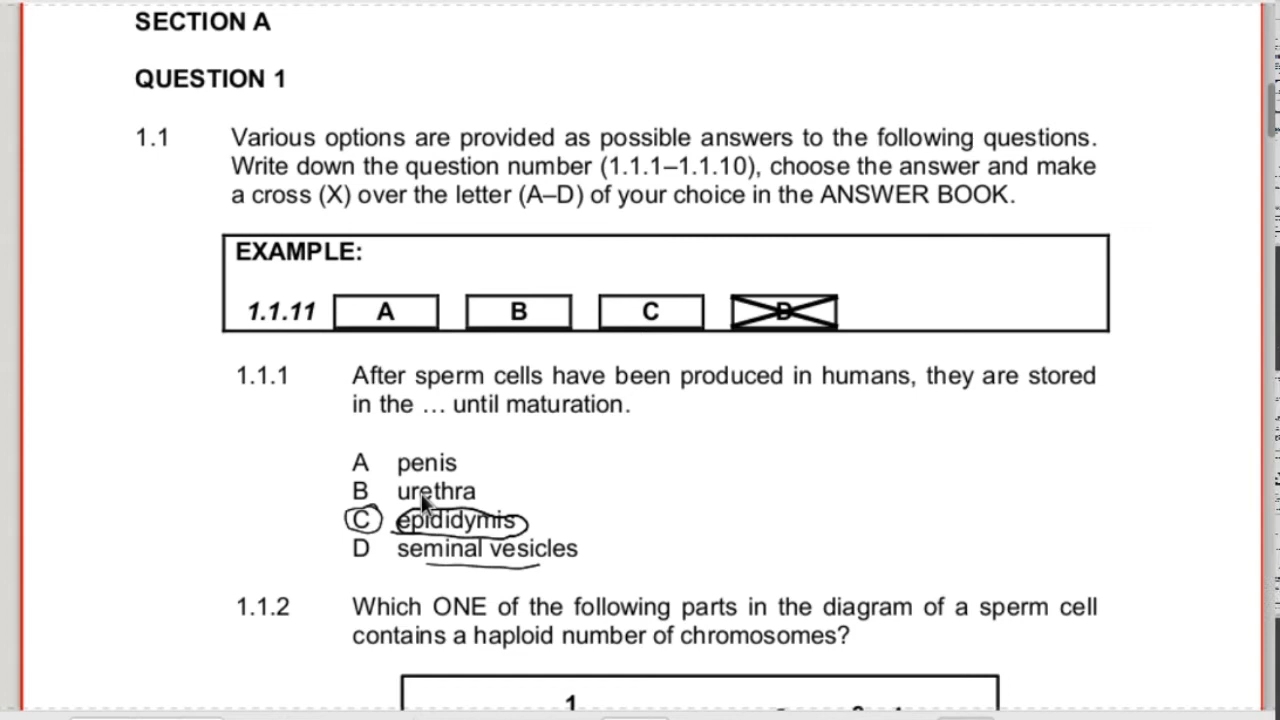 SECTION A
QUESTION 1
1.1 Various options are provided as possible answers to the following questions.
Write down the question number (1.1.1–1.1.10), choose the answer and make
a cross (X) over the letter (A–D) of your choice in the ANSWER BOOK.
EXAMPLE:
1.1.11 A B C D
1.1.1 After sperm cells have been produced in humans, they are stored
in the … until maturation.
A penis
B urethra
C epididymis
D seminal vesicles
1.1.2 Which ONE of the following parts in the diagram of a sperm cell
contains a haploid number of chromosomes?
1